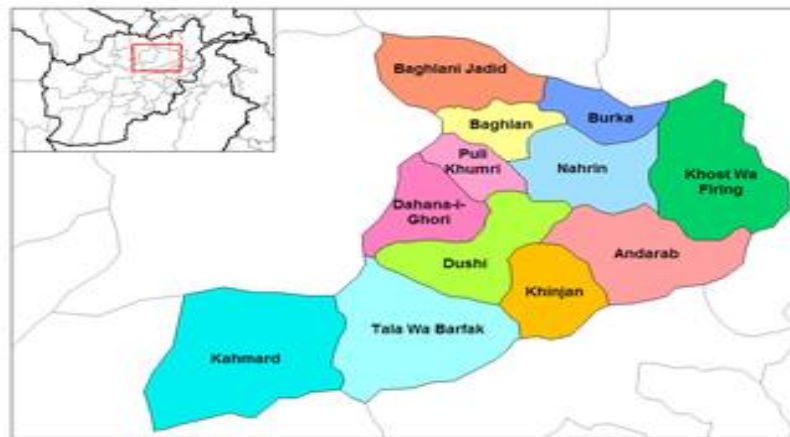 Baghlani Jadid
Baghlan
Burka
Puli
Khumri
Nahrin
Khost Wa
Firing
Dahana-i-
Ghori
Andarab
Dushi
Khinjan
Tala Wa Barfak
Kahmard